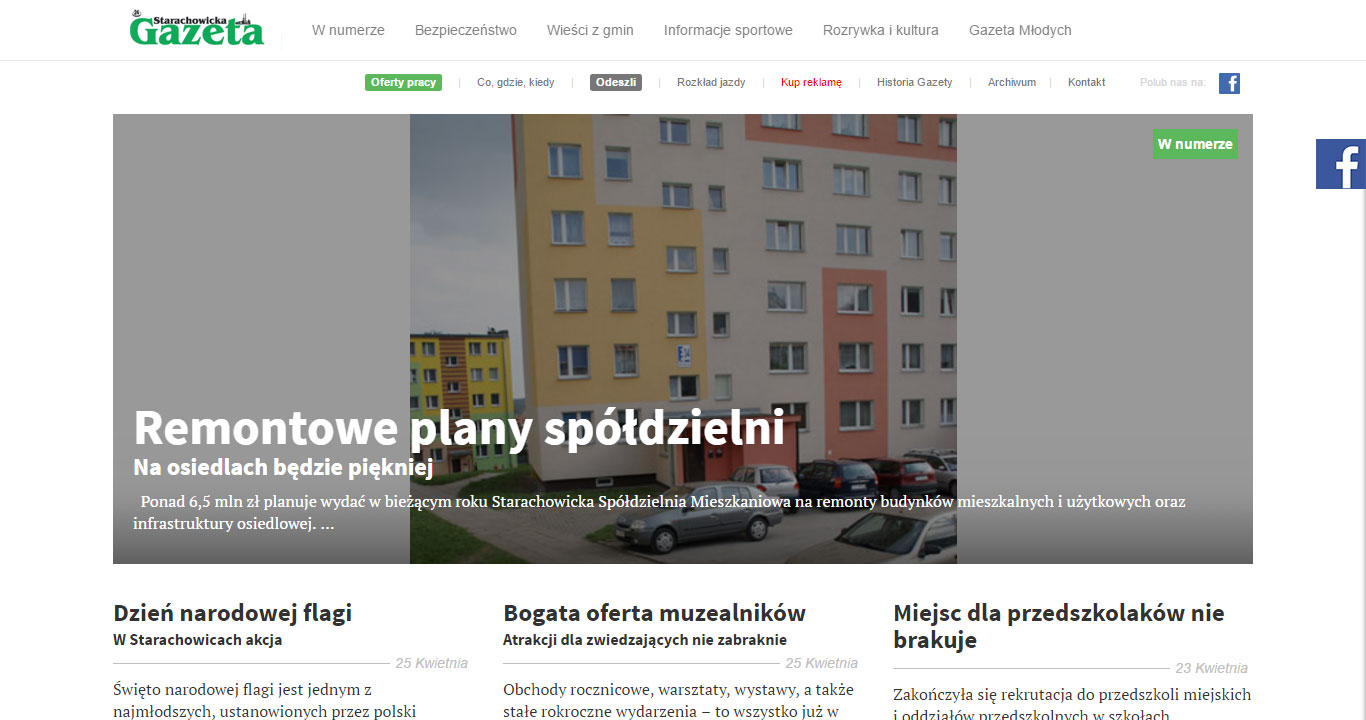 Starachowicka
Gazeta
W numerze Bezpieczeństwo Wieści z gmin Informacje sportowe Rozrywka i kultura Gazeta Młodych
Oferty pracy Co, gdzie, kiedy Odeszli Rozkład jazdy Kup reklamę Historia Gazety Archiwum Kontakt Polub nas na: f
W numerze
f
Remontowe plany spółdzielni
Na osiedlach będzie piękniej
Ponad 6,5 mln zł planuje wydać w bieżącym roku Starachowicka Spółdzielnia Mieszkaniowa na remonty budynków mieszkalnych i użytkowych oraz
infrastruktury osiedlowej. ...
Dzień narodowej flagi
W Starachowicach akcja
25 Kwietnia
Święto narodowej flagi jest jednym z
najmłodszych, ustanowionych przez polski
Bogata oferta muzealników
Atrakcji dla zwiedzających nie zabraknie
25 Kwietnia
Obchody rocznicowe, warsztaty, wystawy, a także
stałe rokroczne wydarzenia – to wszystko już w
Miejsc dla przedszkolaków nie
brakuje
23 Kwietnia
Zakończyła się rekrutacja do przedszkoli miejskich
i oddziałów przedszkolnych w szkołach